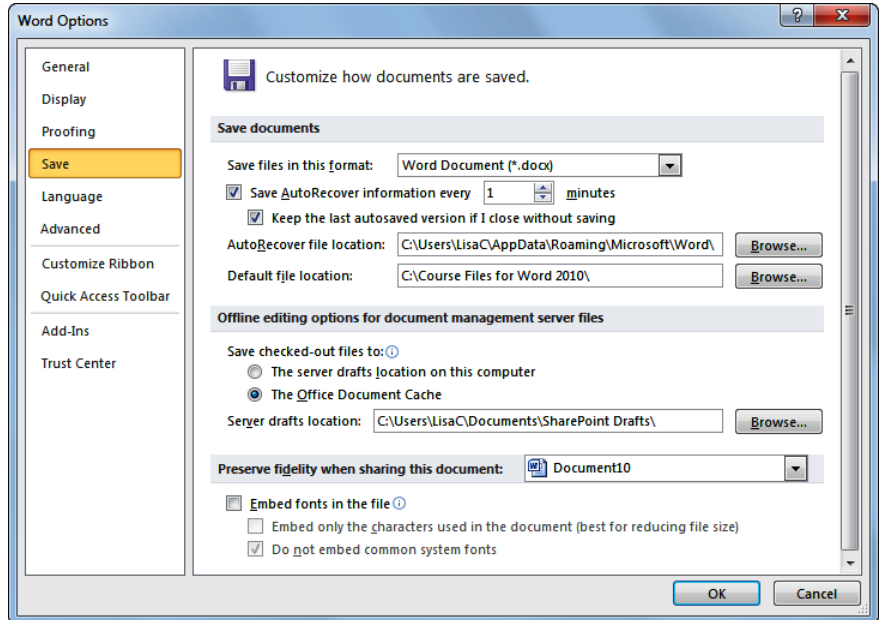 Word Options
General
Display
Proofing
Save
Language
Advanced
Customize Ribbon
Quick Access Toolbar
Add-Ins
Trust Center
Customize how documents are saved.
Save documents
Save files in this format: Word Document (*.docx)
Save AutoRecover information every 1 minutes
Keep the last autosaved version if I close without saving
AutoRecover file location: C:\Users\LisaC\AppData\Roaming\Microsoft\Word\ Browse...
Default file location: C:\Course Files for Word 2010\ Browse...
Offline editing options for document management server files
Save checked-out files to:
The server drafts location on this computer
The Office Document Cache
Server drafts location: C:\Users\LisaC\Documents\SharePoint Drafts\ Browse...
Preserve fidelity when sharing this document: Document10
Embed fonts in the file
Embed only the characters used in the document (best for reducing file size)
Do not embed common system fonts
OK Cancel